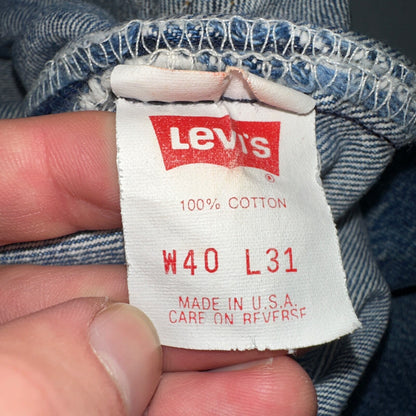 Levi's
®
100% COTTON
W40 L31
MADE IN U.S.A.
CARE ON REVERSE